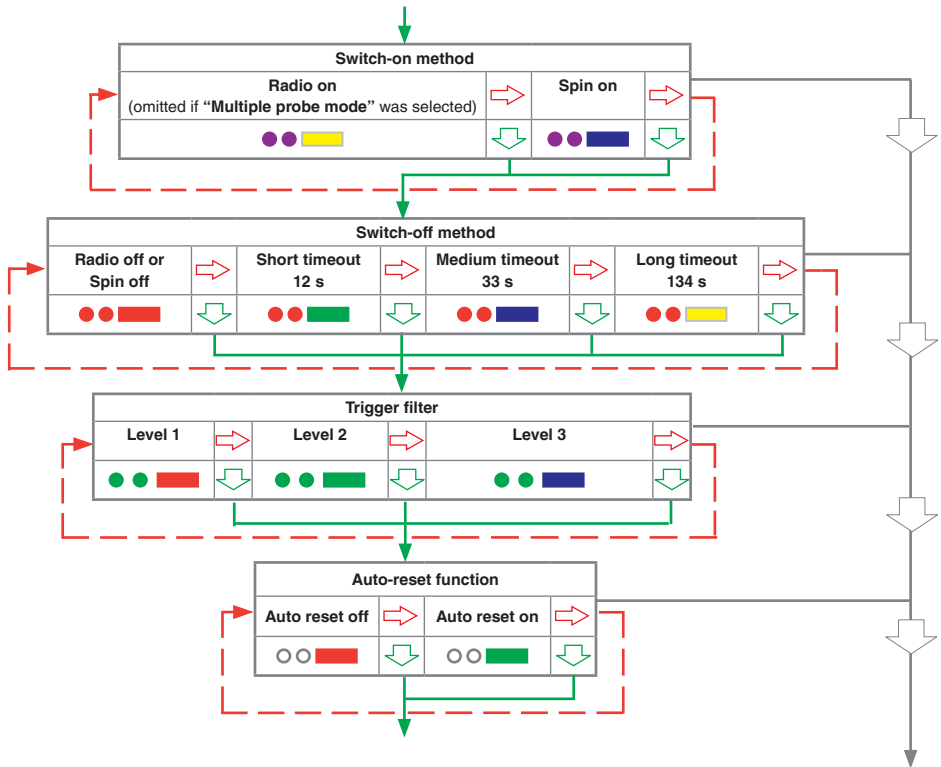 Switch-on method
Radio on
(omitted if “Multiple probe mode” was selected)
Spin on
Switch-off method
Radio off or
Spin off
Short timeout
12 s
Medium timeout
33 s
Long timeout
134 s
Trigger filter
Level 1
Level 2
Level 3
Auto-reset function
Auto reset off
Auto reset on